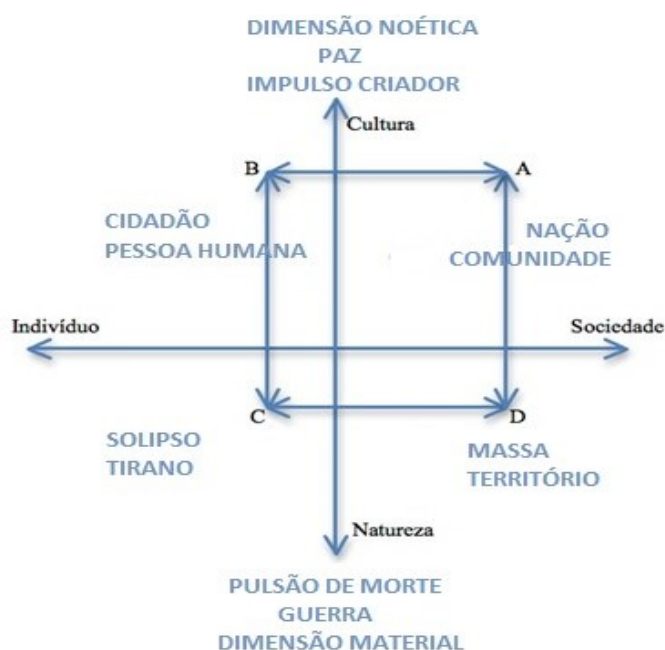 DIMENSÃO NOÉTICA
PAZ
IMPULSO CRIADOR
Cultura
B
A
CIDADÃO
PESSOA HUMANA
NAÇÃO
COMUNIDADE
Indivíduo
Sociedade
C
D
SOLIPSO
TIRANO
MASSA
TERRITÓRIO
Natureza
PULSÃO DE MORTE
GUERRA
DIMENSÃO MATERIAL